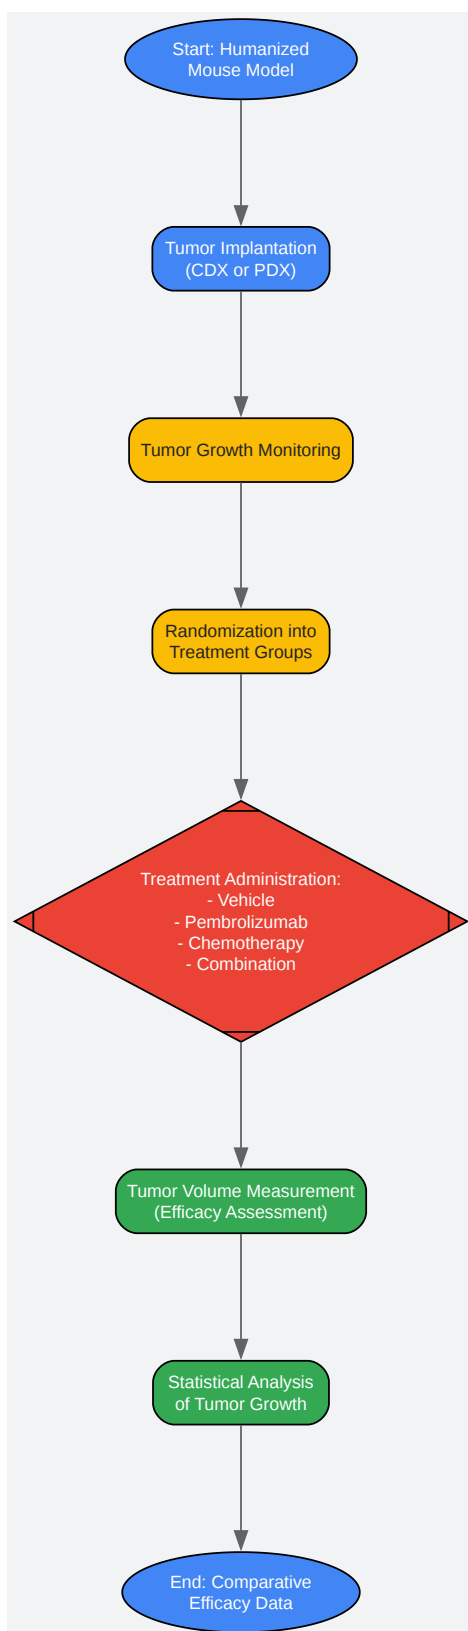 Start: Humanized
Mouse Model
Tumor Implantation
(CDX or PDX)
Tumor Growth Monitoring
Randomization into
Treatment Groups
Treatment Administration:
- Vehicle
- Pembrolizumab
- Chemotherapy
- Combination
Tumor Volume Measurement
(Efficacy Assessment)
Statistical Analysis
of Tumor Growth
End: Comparative
Efficacy Data